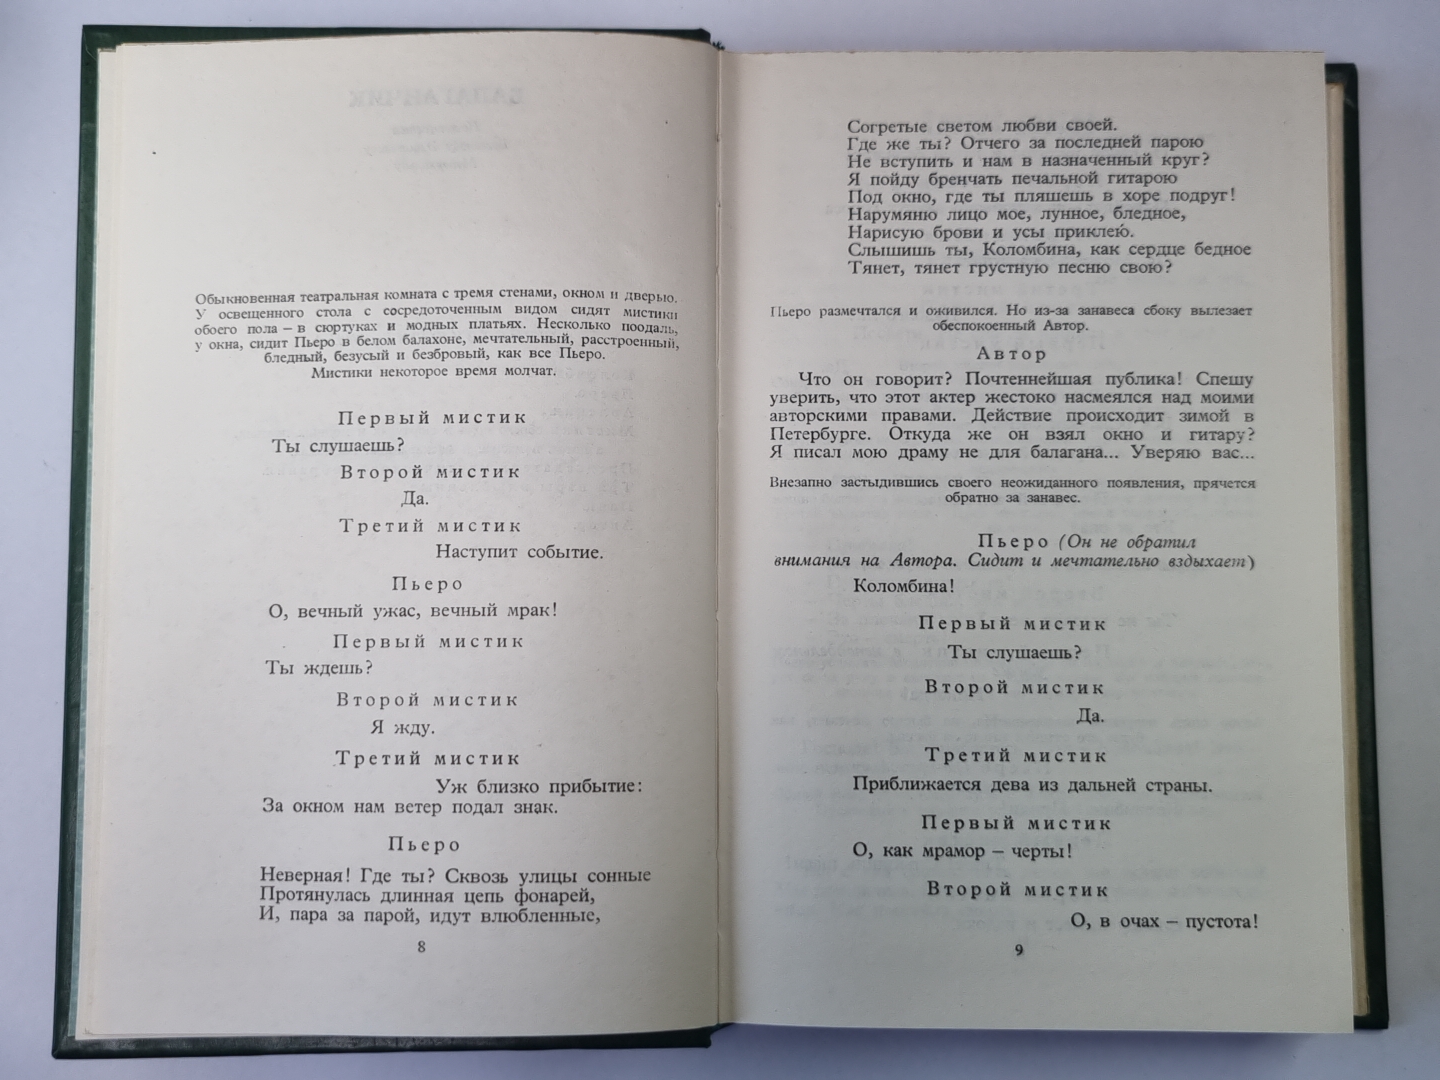 Обыкновенная театральная комната с тремя стенами, окном и дверью.
У освещенного стола с сосредоточенным видом сидят мистики
обоего пола – в сюртуках и модных платьях. Несколько поодаль,
у окна, сидит Пьеро в белом балахоне, мечтательный, расстроенный,
бледный, безусый и безбровый, как все Пьеро.
Мистики некоторое время молчат.
Первый мистик
Ты слушаешь?
Второй мистик
Да.
Третий мистик
Наступит событие.
Пьеро
О, вечный ужас, вечный мрак!
Первый мистик
Ты ждешь?
Второй мистик
Я жду.
Третий мистик
Уж близко прибытие:
За окном нам ветер подал знак.
Пьеро
Неверная! Где ты? Сквозь улицы сонные
Протянулась длинная цепь фонарей,
И, пара за парой, идут влюбленные,
8
Согретые светом любви своей.
Где же ты? Отчего за последней парою
Не вступить и нам в назначенный круг?
Я пойду бренчать печальной гитарою
Под окно, где ты пляшешь в хоре подруг!
Нарумяню лицо мое, лунное, бледное,
Нарисую брови и усы приклею.
Слышишь ты, Коломбина, как сердце бедное
Тянет, тянет грустную песню свою?
Пьеро размечтался и оживился. Но из-за занавеса сбоку вылезает
обеспокоенный Автор.
Автор
Что он говорит? Почтеннейшая публика! Спешу
уверить, что этот актер жестоко насмеялся над моими
авторскими правами. Действие происходит зимой в
Петербурге. Откуда же он взял окно и гитару?
Я писал мою драму не для балагана... Уверяю вас...
Внезапно застыдившись своего неожиданного появления, прячется
обратно за занавес.
Пьеро (Он не обратил
внимания на Автора. Сидит и мечтательно вздыхает)
Коломбина!
Первый мистик
Ты слушаешь?
Второй мистик
Да.
Третий мистик
Приближается дева из дальней страны.
Первый мистик
О, как мрамор – черты!
Второй мистик
О, в очах – пустота!
9